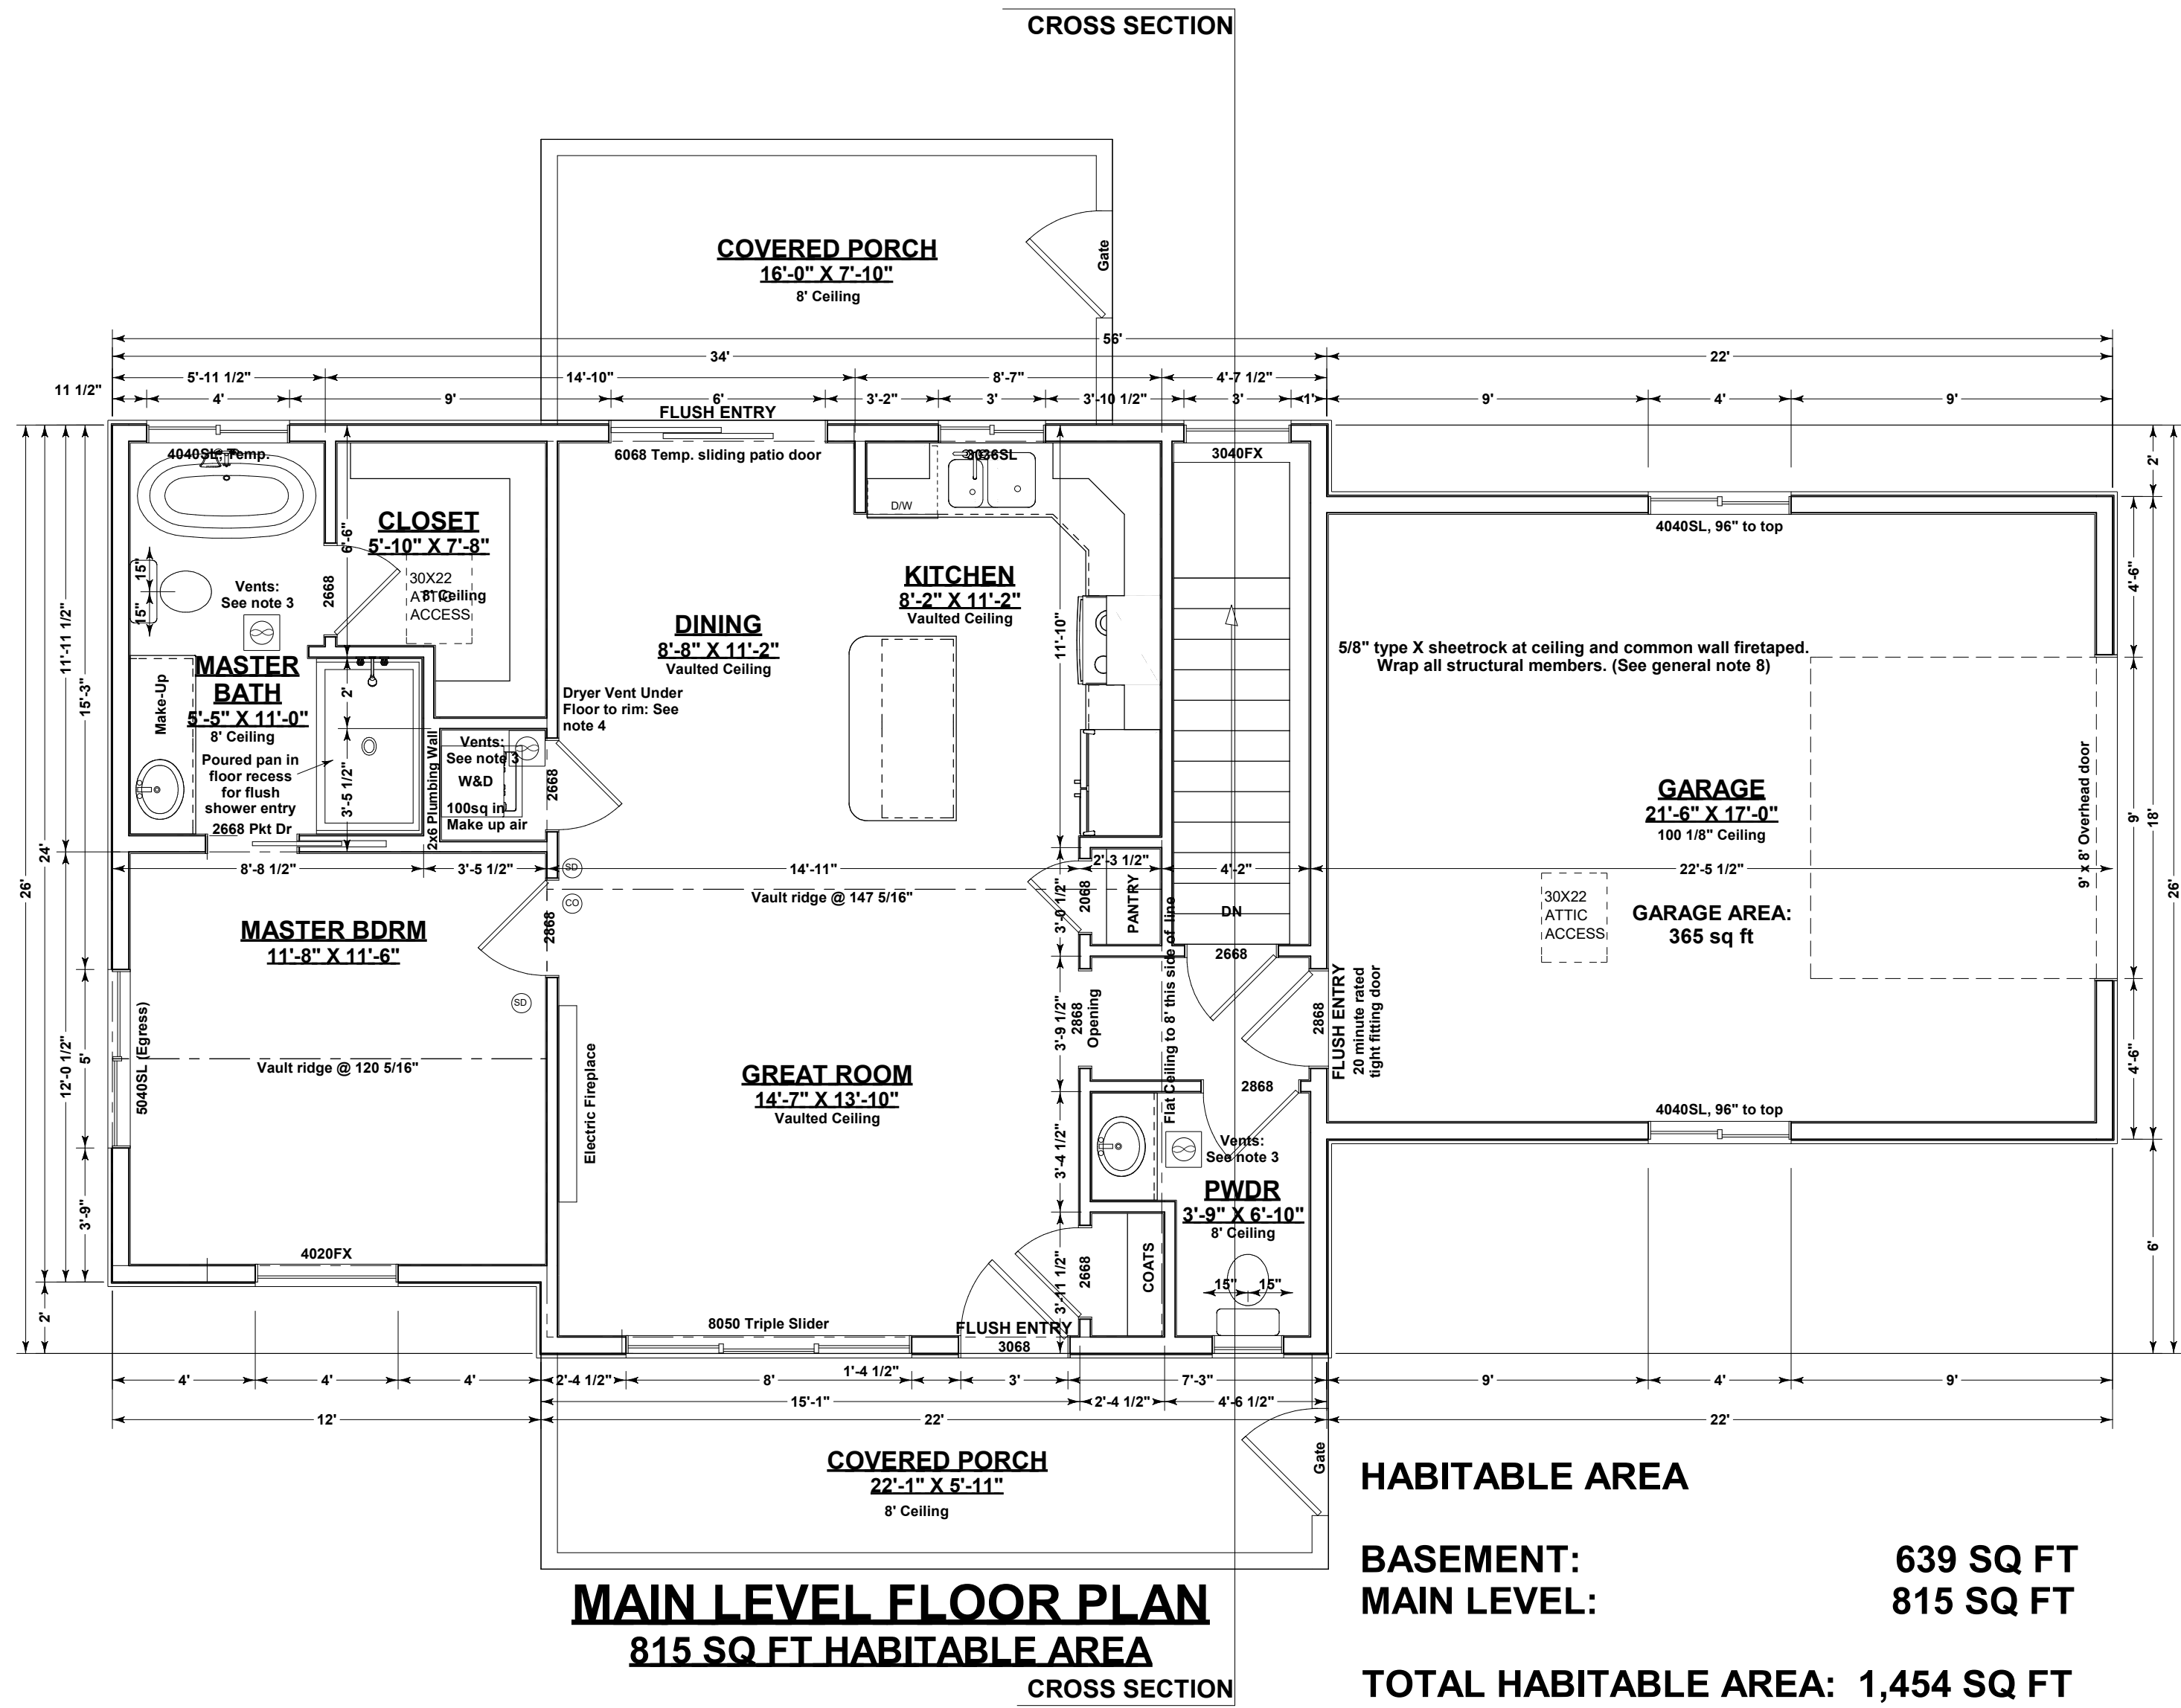 CROSS SECTION
COVERED PORCH
16'-0" X 7'-10"
8' Ceiling
Gate
56'
34'
22'
5'-11 1/2"
14'-10"
8'-7"
4'-7 1/2"
11 1/2"
4'
9'
6'
3'-2"
3'
3'-10 1/2"
3'
1'
9'
4'
9'
FLUSH ENTRY
4040SL, Temp.
6068 Temp. sliding patio door
3036SL
3040FX
D/W
2'
4040SL, 96" to top
CLOSET
5'-10" X 7'-8"
6'-6"
30X22
ATTIC
ACCESS
8' Ceiling
2668
15"
15"
Vents:
See note 3
KITCHEN
8'-2" X 11'-2"
Vaulted Ceiling
DINING
8'-8" X 11'-2"
Vaulted Ceiling
11'-10"
4'-6"
11'-11 1/2"
15'-3"
5/8" type X sheetrock at ceiling and common wall firetaped.
Wrap all structural members. (See general note 8)
MASTER
BATH
5'-5" X 11'-0"
8' Ceiling
Make-Up
2'
3'-5 1/2"
Poured pan in
floor recess
for flush
shower entry
2668 Pkt Dr
2x6 Plumbing Wall
Dryer Vent Under
Floor to rim: See
note 4
Vents:
See note 3
W&D
100sq in
Make up air
2668
GARAGE
21'-6" X 17'-0"
100 1/8" Ceiling
9' x 8' Overhead door
9'
18'
26'
24'
26'
8'-8 1/2"
3'-5 1/2"
SD
14'-11"
2'-3 1/2"
4'-2"
22'-5 1/2"
CO
Vault ridge @ 147 5/16"
3'-0 1/2"
2068
PANTRY
DN
30X22
ATTIC
ACCESS
GARAGE AREA:
365 sq ft
MASTER BDRM
11'-8" X 11'-6"
2868
SD
2668
Flat Ceiling to 8' this side of line
3'-9 1/2"
2868
Opening
2868
FLUSH ENTRY
20 minute rated
tight fitting door
12'-0 1/2"
5'
5040SL (Egress)
Vault ridge @ 120 5/16"
Electric Fireplace
GREAT ROOM
14'-7" X 13'-10"
Vaulted Ceiling
2868
4'-6"
4040SL, 96" to top
3'-4 1/2"
Vents:
See note 3
PWDR
3'-9" X 6'-10"
8' Ceiling
3'-9"
4020FX
3'-11 1/2"
2668
COATS
15"
15"
6'
2'
8050 Triple Slider
FLUSH ENTRY
3068
4'
4'
4'
2'-4 1/2"
8'
1'-4 1/2"
3'
7'-3"
9'
4'
9'
15'-1"
2'-4 1/2"
4'-6 1/2"
12'
22'
22'
COVERED PORCH
22'-1" X 5'-11"
8' Ceiling
Gate
HABITABLE AREA
BASEMENT: 639 SQ FT
MAIN LEVEL: 815 SQ FT
TOTAL HABITABLE AREA: 1,454 SQ FT
MAIN LEVEL FLOOR PLAN
815 SQ FT HABITABLE AREA
CROSS SECTION